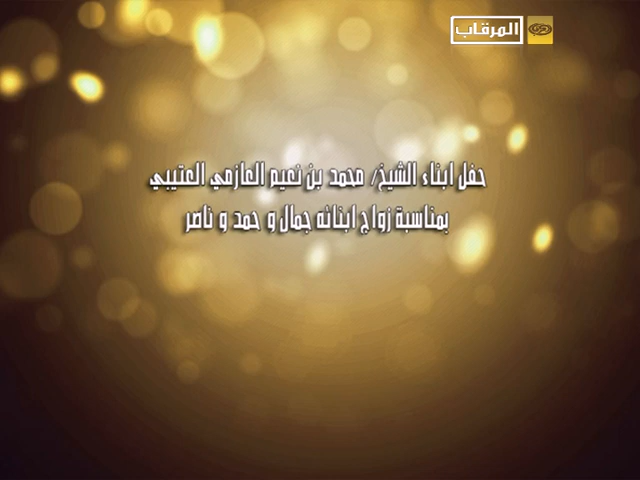 المرقاب
حفل ابناء الشيخ/ محمد بن نعيم العازمي العتيبي
بمناسبة زواج ابنائه جمال و حمد و ناصر